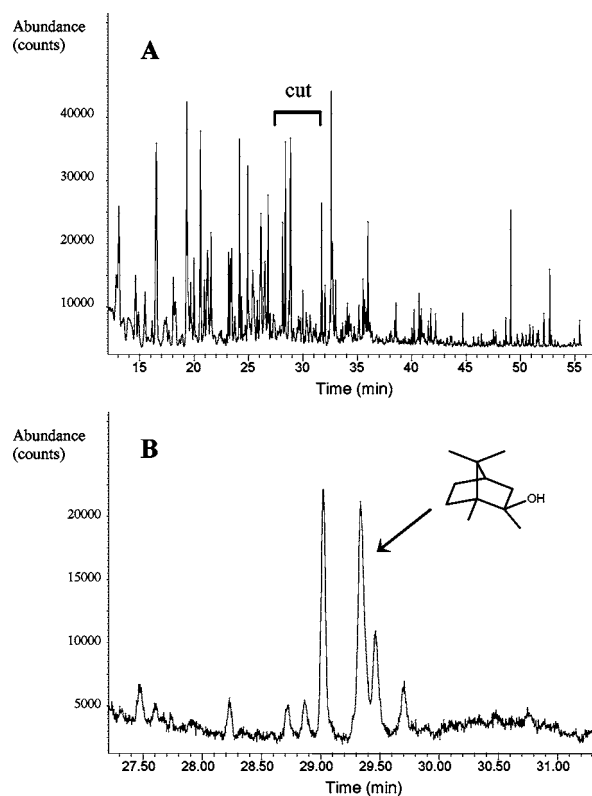 Abundance
(counts)
A
cut
40000
30000
20000
10000
15 20 25 30 35 40 45 50 55
Time (min)
Abundance
(counts)
B
OH
20000
15000
10000
5000
27.50 28.00 28.50 29.00 29.50 30.00 30.50 31.00
Time (min)